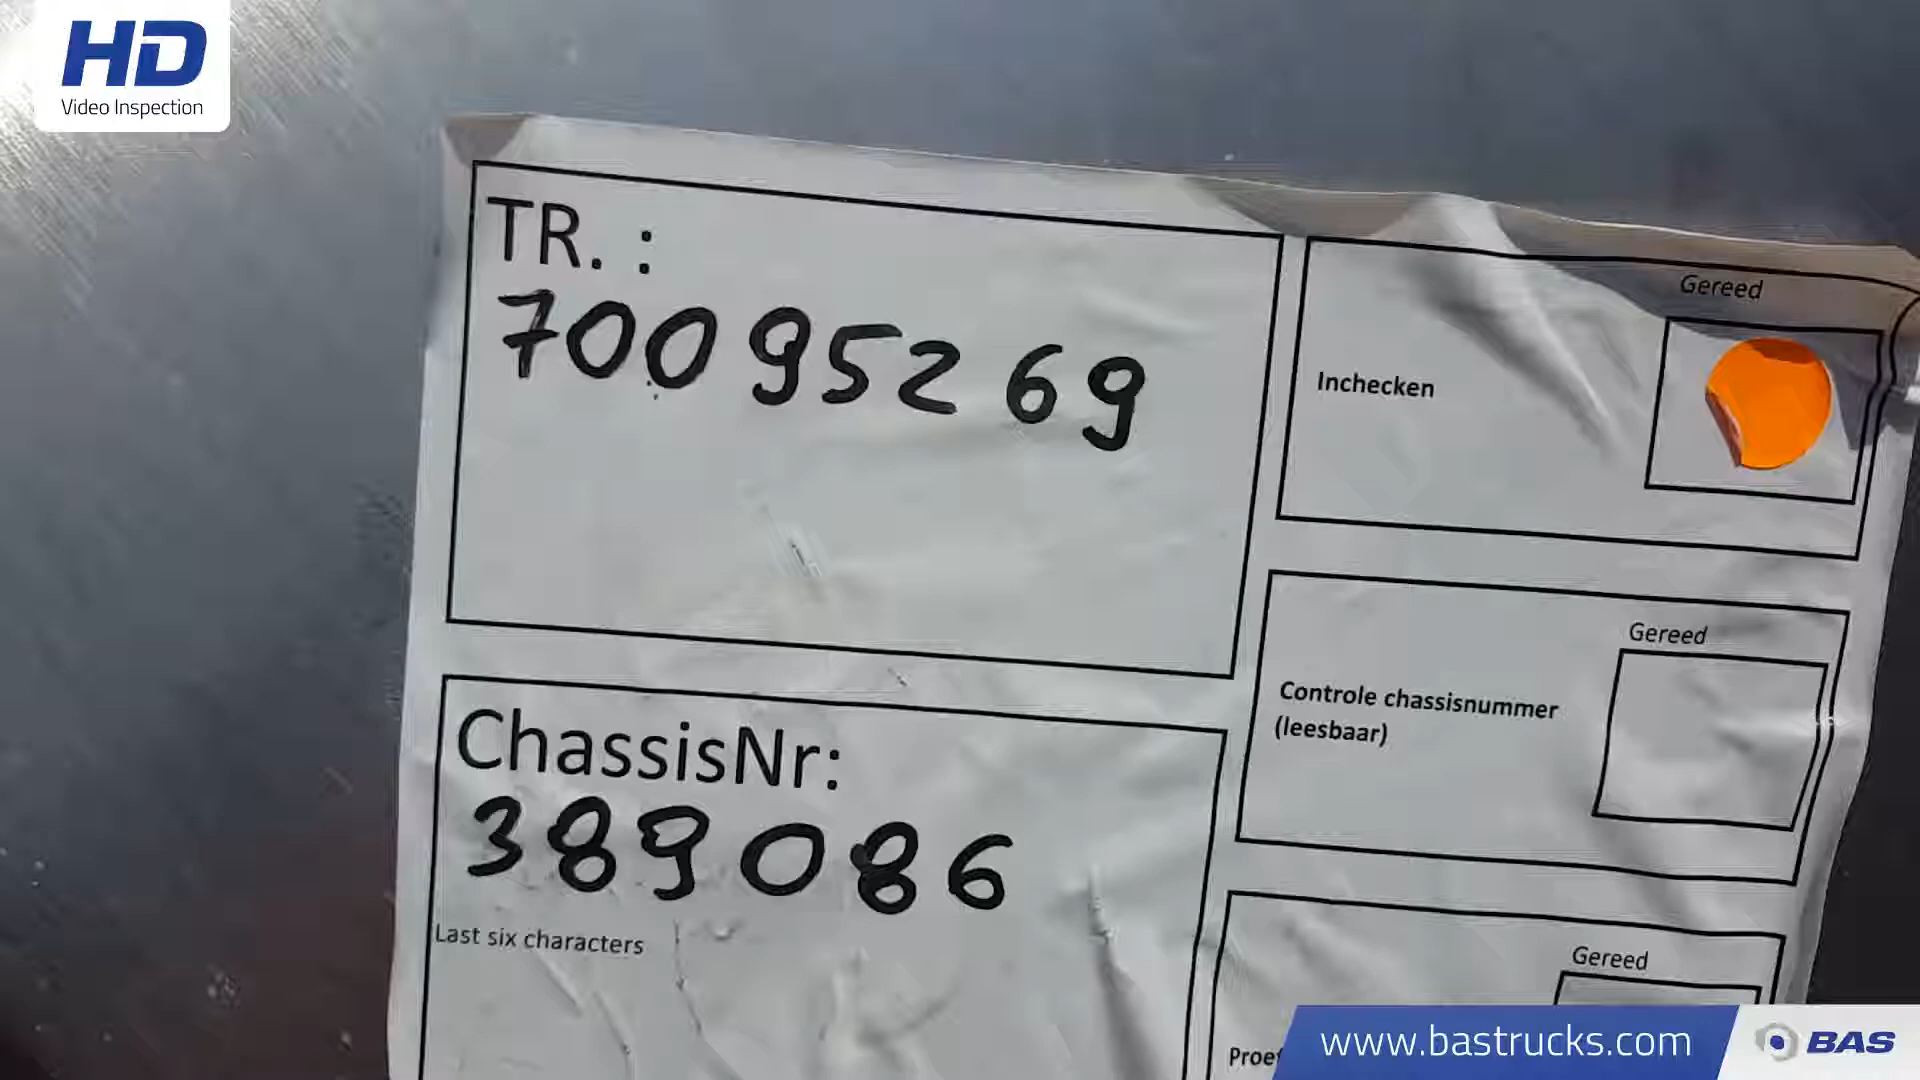 HD
Video Inspection
TR. :
70095269
ChassisNr:
389086
Last six characters
Gereed
Inchecken
Gereed
Controle chassisnummer
(leesbaar)
Gereed
www.bastrucks.com
BAS